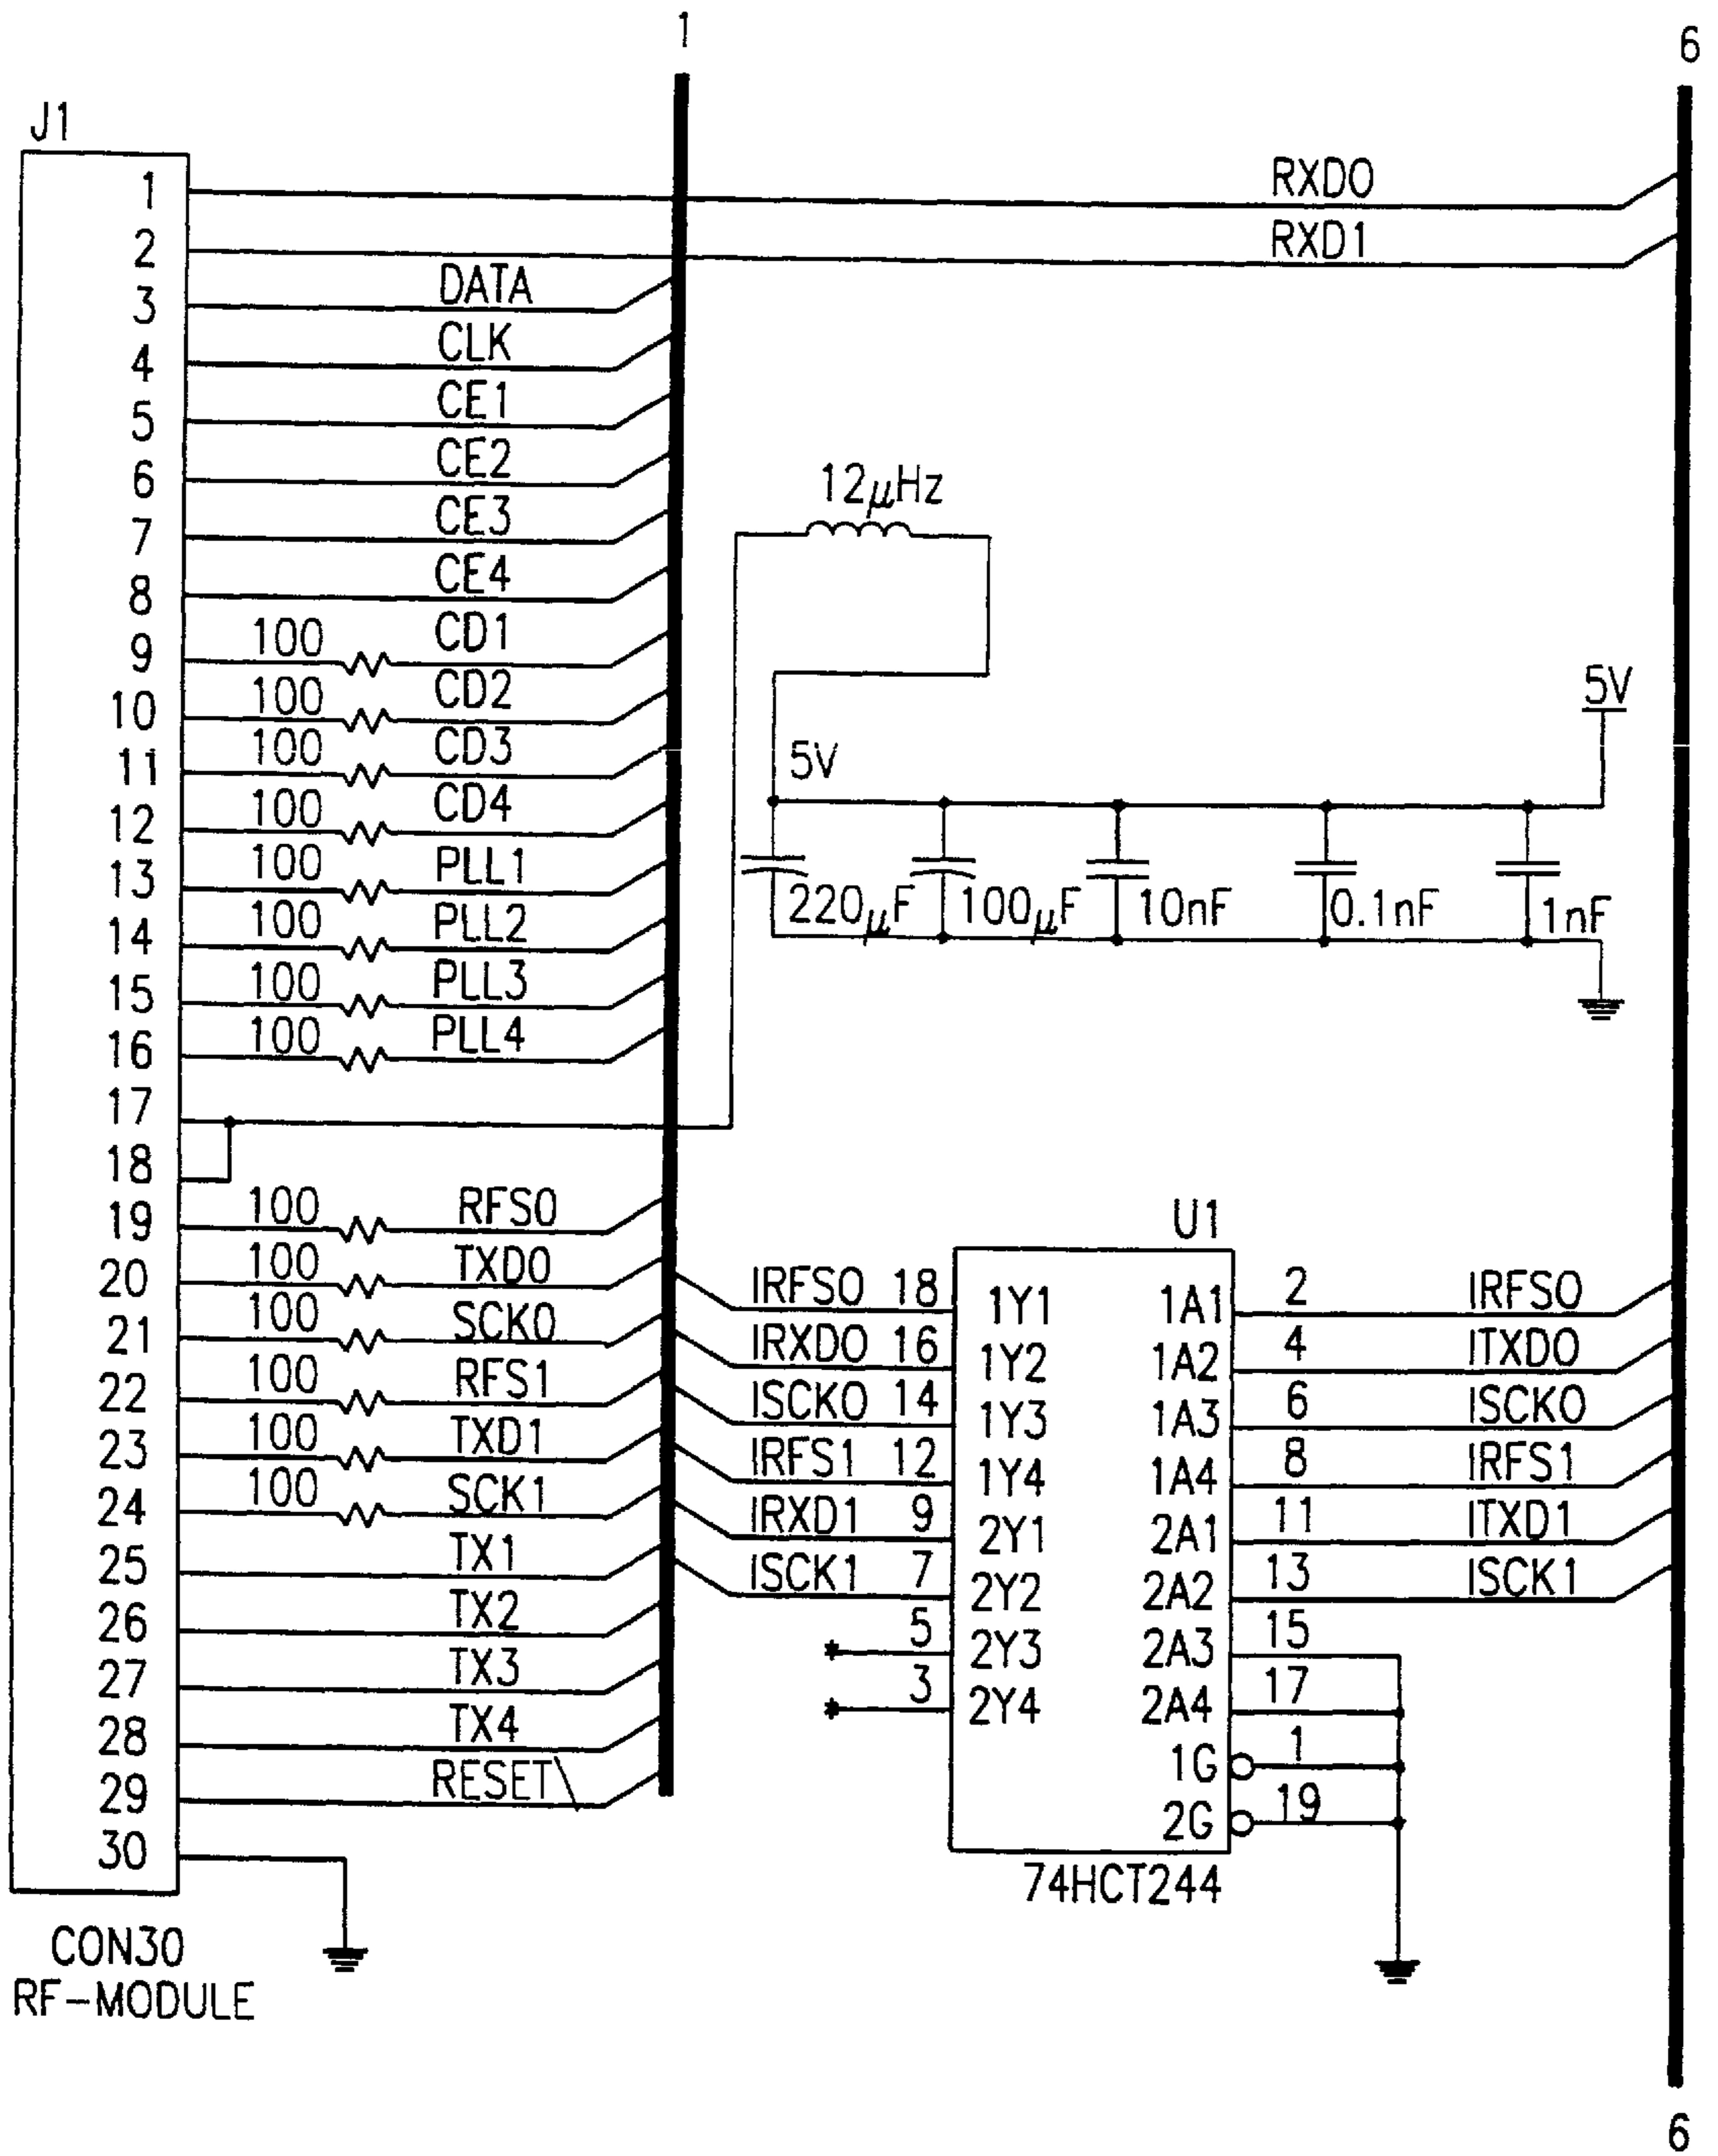 1
6
J1
1 RXD0
2 RXD1
3 DATA
4 CLK
5 CE1
6 CE2
7 CE3
8 CE4
9 100 CD1
10 100 CD2
11 100 CD3
12 100 CD4
13 100 PLL1
14 100 PLL2
15 100 PLL3
16 100 PLL4
17
18
19 100 RFS0
20 100 TXD0
21 100 SCK0
22 100 RFS1
23 100 TXD1
24 100 SCK1
25 TX1
26 TX2
27 TX3
28 TX4
29 RESET\
30
CON30
RF-MODULE
12μHz
5V
5V
220μF 100μF 10nF 0.1nF 1nF
U1
IRFS0 18 1Y1 1A1 2 IRFS0
IRXD0 16 1Y2 1A2 4 ITXD0
ISCK0 14 1Y3 1A3 6 ISCK0
IRFS1 12 1Y4 1A4 8 IRFS1
IRXD1 9 2Y1 2A1 11 ITXD1
ISCK1 7 2Y2 2A2 13 ISCK1
5 2Y3 2A3 15
3 2Y4 2A4 17
1G 1
2G 19
74HCT244
6